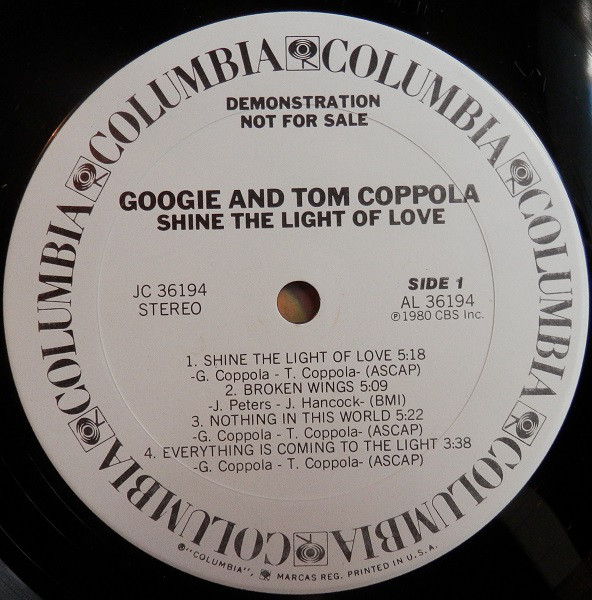 COLUMBIA COLUMBIA COLUMBIA COLUMBIA COLUMBIA COLUMBIA COLUMBIA
DEMONSTRATION
NOT FOR SALE
GOOGIE AND TOM COPPOLA
SHINE THE LIGHT OF LOVE
JC 36194
STEREO
SIDE 1
AL 36194
℗1980 CBS Inc.
1. SHINE THE LIGHT OF LOVE 5:18
-G. Coppola - T. Coppola- (ASCAP)
2. BROKEN WINGS 5:09
-J. Peters - J. Hancock- (BMI)
3. NOTHING IN THIS WORLD 5:22
-G. Coppola - T. Coppola- (ASCAP)
4. EVERYTHING IS COMING TO THE LIGHT 3:38
-G. Coppola - T. Coppola- (ASCAP)
®"COLUMBIA", MARCAS REG. PRINTED IN U.S.A.